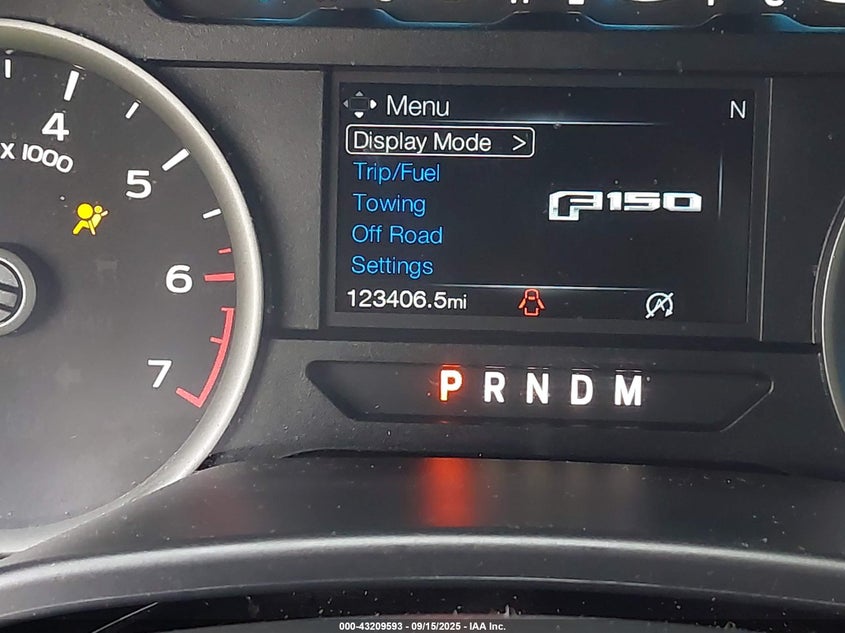 Menu
N
Display Mode >
Trip/Fuel
Towing
F150
Off Road
Settings
123406.5mi
4
X 1000
5
6
7
P R N D M
000-43209593 - 09/15/2025 - IAA Inc.